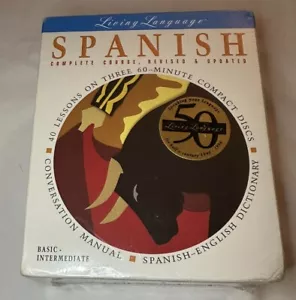 Living Language
SPANISH
COMPLETE COURSE, REVISED & UPDATED
40 LESSONS ON THREE 60-MINUTE COMPACT DISCS
CONVERSATION MANUAL • SPANISH-ENGLISH DICTIONARY
50
Living Language
BASIC-
INTERMEDIATE